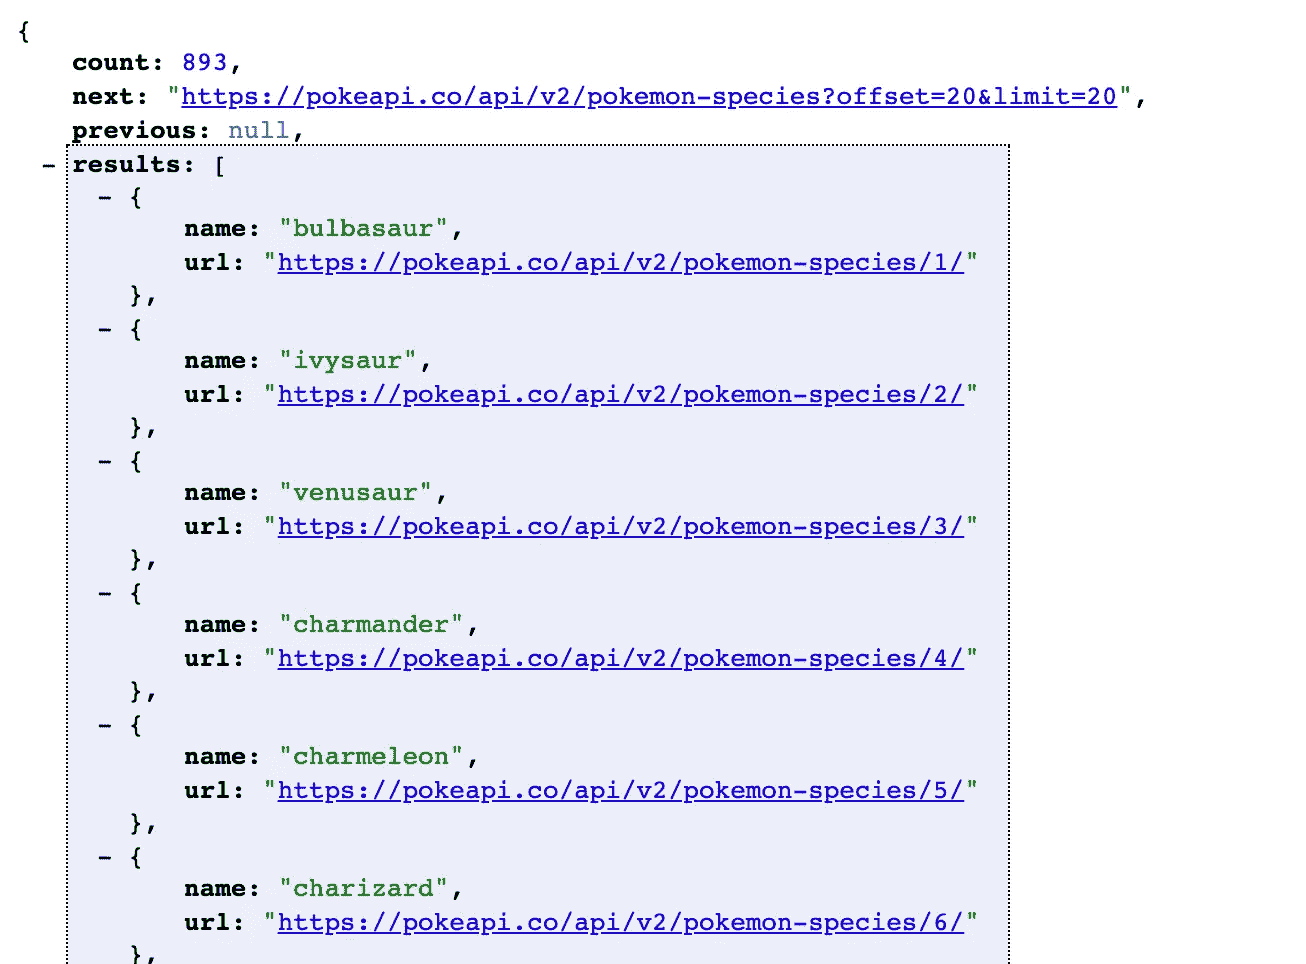 {
count: 893,
next: "https://pokeapi.co/api/v2/pokemon-species?offset=20&limit=20",
previous: null,
- results: [
- {
name: "bulbasaur",
url: "https://pokeapi.co/api/v2/pokemon-species/1/"
},
- {
name: "ivysaur",
url: "https://pokeapi.co/api/v2/pokemon-species/2/"
},
- {
name: "venusaur",
url: "https://pokeapi.co/api/v2/pokemon-species/3/"
},
- {
name: "charmander",
url: "https://pokeapi.co/api/v2/pokemon-species/4/"
},
- {
name: "charmeleon",
url: "https://pokeapi.co/api/v2/pokemon-species/5/"
},
- {
name: "charizard",
url: "https://pokeapi.co/api/v2/pokemon-species/6/"
},